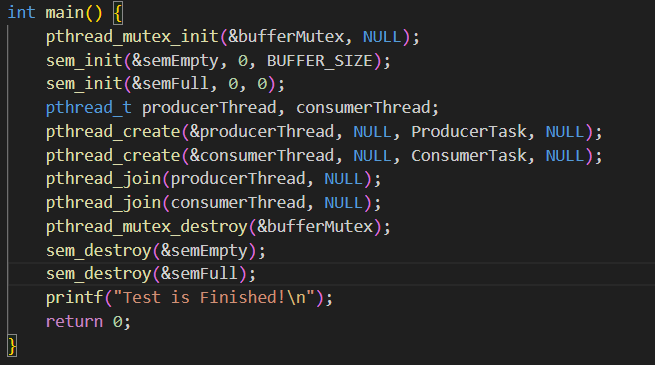 int main() {
    pthread_mutex_init(&bufferMutex, NULL);
    sem_init(&semEmpty, 0, BUFFER_SIZE);
    sem_init(&semFull, 0, 0);
    pthread_t producerThread, consumerThread;
    pthread_create(&producerThread, NULL, ProducerTask, NULL);
    pthread_create(&consumerThread, NULL, ConsumerTask, NULL);
    pthread_join(producerThread, NULL);
    pthread_join(consumerThread, NULL);
    pthread_mutex_destroy(&bufferMutex);
    sem_destroy(&semEmpty);
    sem_destroy(&semFull);
    printf("Test is Finished!\n");
    return 0;
}